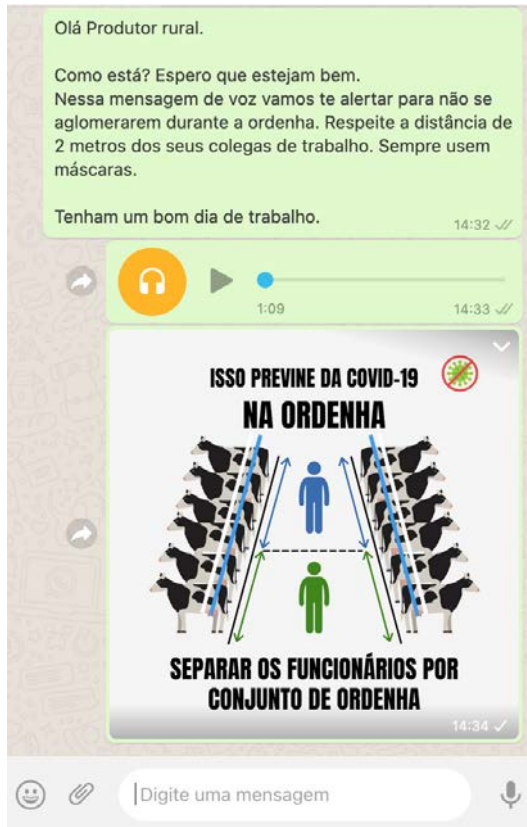 Olá Produtor rural.
Como está? Espero que estejam bem.
Nessa mensagem de voz vamos te alertar para não se
aglomerarem durante a ordenha. Respeite a distância de
2 metros dos seus colegas de trabalho. Sempre usem
máscaras.
Tenham um bom dia de trabalho.
14:32
1:09
14:33
ISSO PREVINE DA COVID-19
NA ORDENHA
SEPARAR OS FUNCIONÁRIOS POR
CONJUNTO DE ORDENHA
14:34
Digite uma mensagem